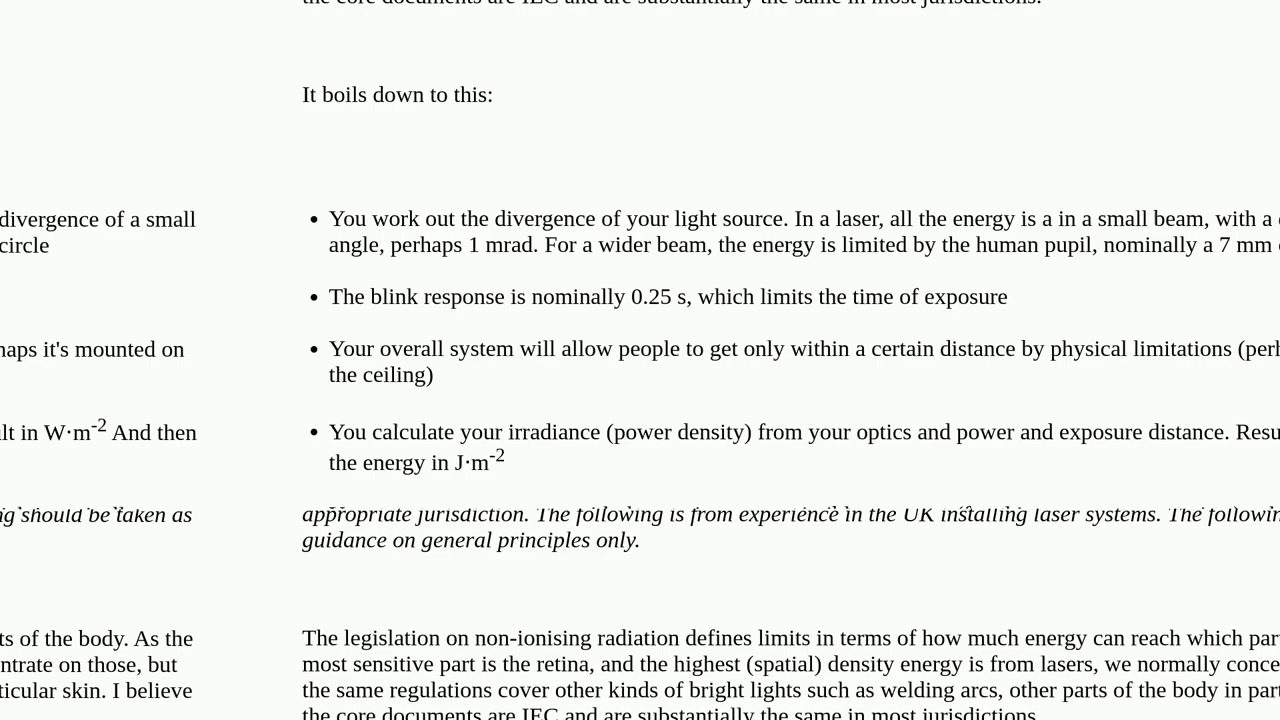 the core documents are IEC and are substantially the same in most jurisdictions.
It boils down to this:
divergence of a small
circle
• You work out the divergence of your light source. In a laser, all the energy is a in a small beam, with a
angle, perhaps 1 mrad. For a wider beam, the energy is limited by the human pupil, nominally a 7 mm
• The blink response is nominally 0.25 s, which limits the time of exposure
haps it's mounted on
• Your overall system will allow people to get only within a certain distance by physical limitations (perh
the ceiling)
lt in W·m-2 And then
• You calculate your irradiance (power density) from your optics and power and exposure distance. Resu
the energy in J·m-2
ng should be taken as
appropriate jurisdiction. The following is from experience in the UK installing laser systems. The followin
guidance on general principles only.
ts of the body. As the
ntrate on those, but
ticular skin. I believe
The legislation on non-ionising radiation defines limits in terms of how much energy can reach which par
most sensitive part is the retina, and the highest (spatial) density energy is from lasers, we normally conce
the same regulations cover other kinds of bright lights such as welding arcs, other parts of the body in part
the core documents are IEC and are substantially the same in most jurisdictions.